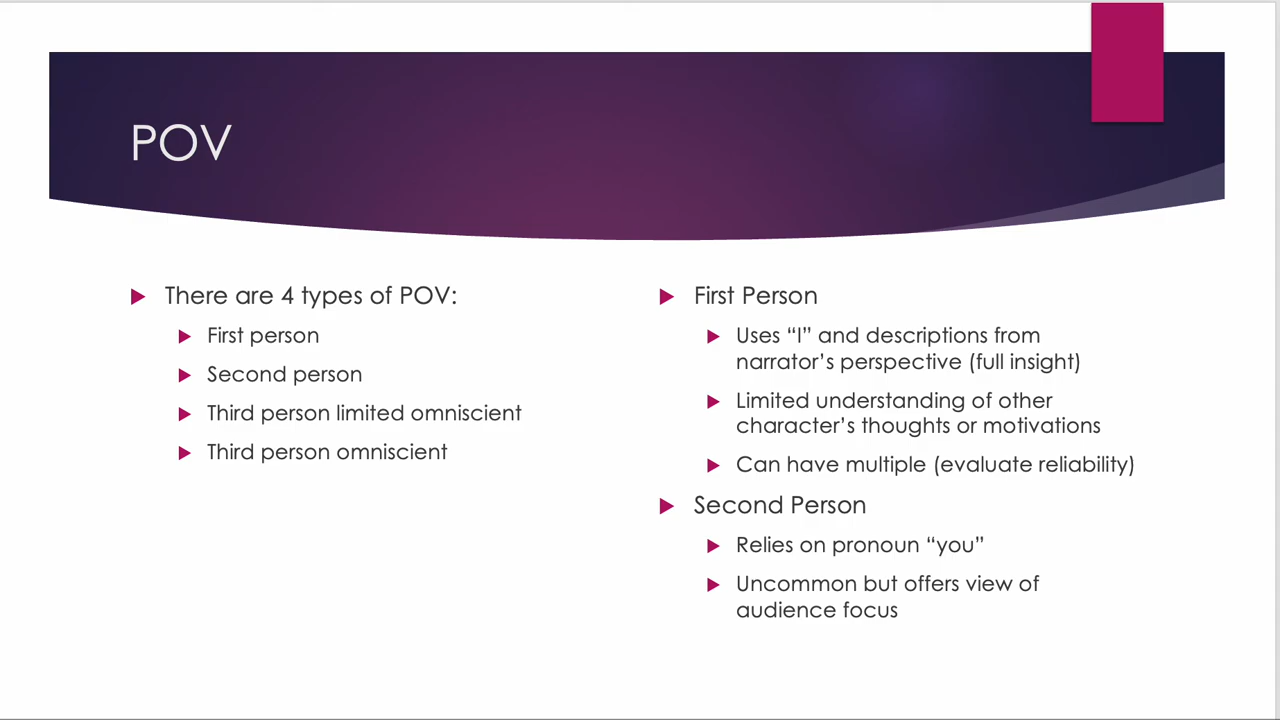 POV
There are 4 types of POV:
First person
Second person
Third person limited omniscient
Third person omniscient
First Person
Uses “I” and descriptions from
narrator’s perspective (full insight)
Limited understanding of other
character’s thoughts or motivations
Can have multiple (evaluate reliability)
Second Person
Relies on pronoun “you”
Uncommon but offers view of
audience focus